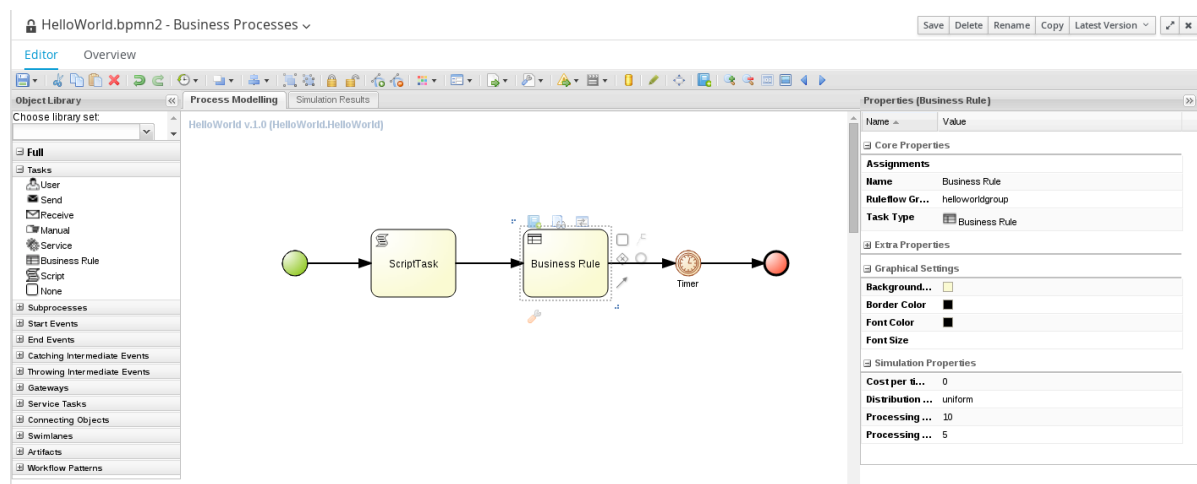 HelloWorld.bpmn2 - Business Processes
Save Delete Rename Copy Latest Version
Editor Overview
Object Library
Process Modelling Simulation Results
Properties (Business Rule)
Choose library set:
HelloWorld v.1.0 (HelloWorld.HelloWorld)
Full
Tasks
User
Send
Receive
Manual
Service
Business Rule
Script
None
Subprocesses
Start Events
End Events
Catching Intermediate Events
Throwing Intermediate Events
Gateways
Service Tasks
Connecting Objects
Swimlanes
Artifacts
Workflow Patterns
ScriptTask
Business Rule
Timer
Name Value
Core Properties
Assignments
Name Business Rule
Ruleflow Gr... helloworldgroup
Task Type Business Rule
Extra Properties
Graphical Settings
Background...
Border Color
Font Color
Font Size
Simulation Properties
Cost per ti... 0
Distribution ... uniform
Processing ... 10
Processing ... 5